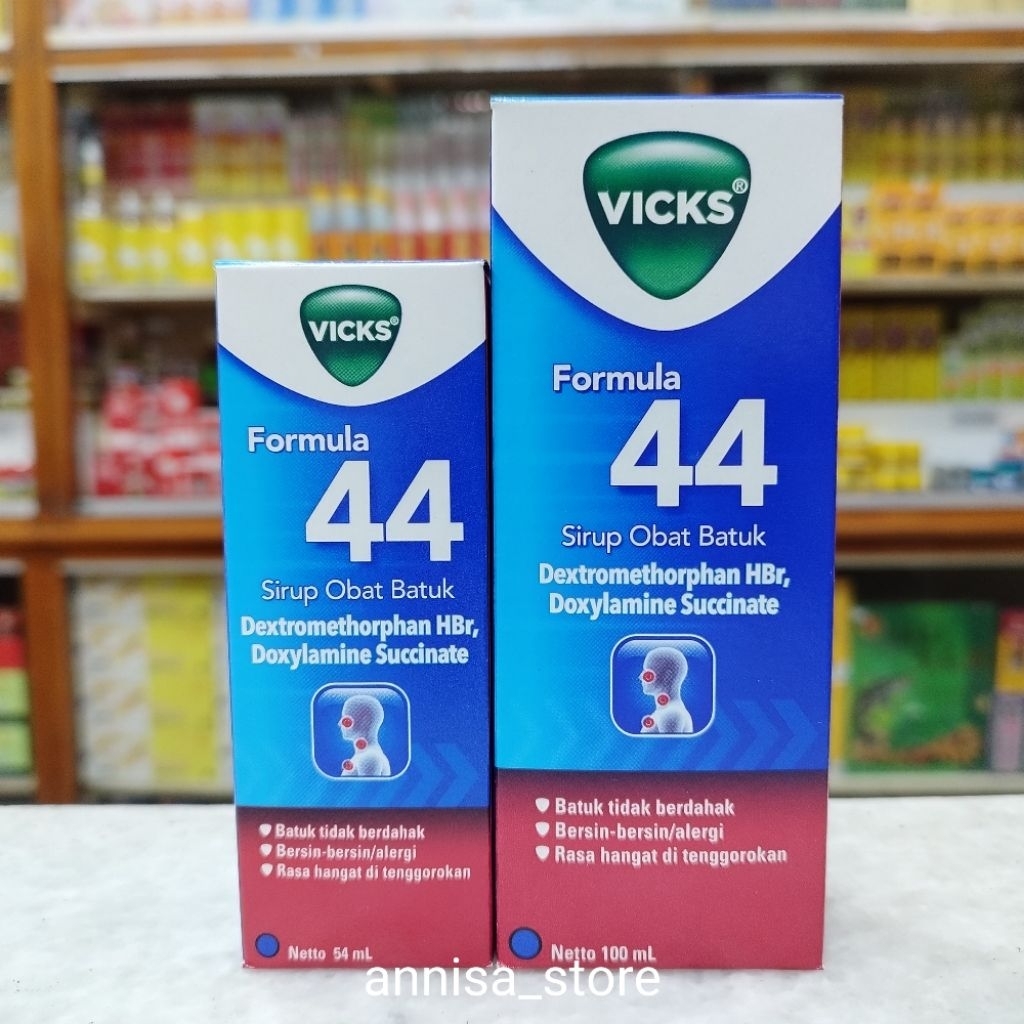 VICKS®
Formula
44
Sirup Obat Batuk
Dextromethorphan HBr,
Doxylamine Succinate
Batuk tidak berdahak
Bersin-bersin/alergi
Rasa hangat di tenggorokan
Netto 54 mL
VICKS®
Formula
44
Sirup Obat Batuk
Dextromethorphan HBr,
Doxylamine Succinate
Batuk tidak berdahak
Bersin-bersin/alergi
Rasa hangat di tenggorokan
Netto 100 mL
annisa_store